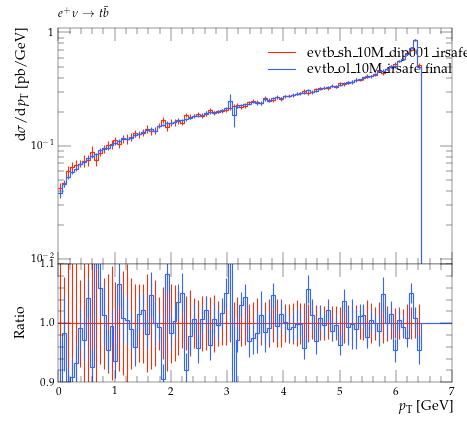 e⁺ν → tb̄
dσ/dp_T [pb/GeV]
1
10⁻¹
10⁻²
evtb_sh_10M_dip001_irsafe
evtb_ol_10M_irsafe_final
Ratio
1.1
1.0
0.9
0 1 2 3 4 5 6 7
p_T [GeV]